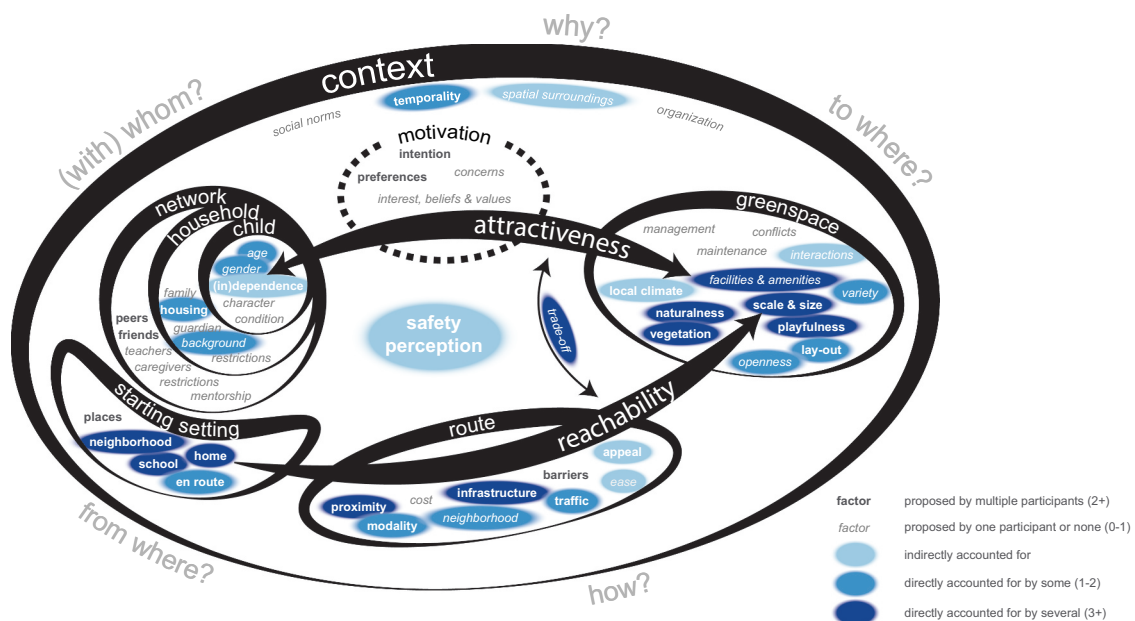 why?
context
(with) whom?
to where?
temporality
spatial surroundings
social norms
organization
motivation
intention
preferences
concerns
interest, beliefs & values
network
household
child
age
gender
(in)dependence
family
character
housing
condition
peers
guardian
friends
background
teachers
restrictions
caregivers
restrictions
mentorship
attractiveness
greenspace
management
conflicts
maintenance
interactions
facilities & amenities
local climate
variety
scale & size
naturalness
playfulness
vegetation
lay-out
openness
safety
perception
trade-off
starting setting
places
neighborhood
home
school
en route
route
reachability
appeal
barriers
ease
infrastructure
cost
traffic
proximity
modality
neighborhood
from where?
how?
factor proposed by multiple participants (2+)
factor proposed by one participant or none (0-1)
indirectly accounted for
directly accounted for by some (1-2)
directly accounted for by several (3+)